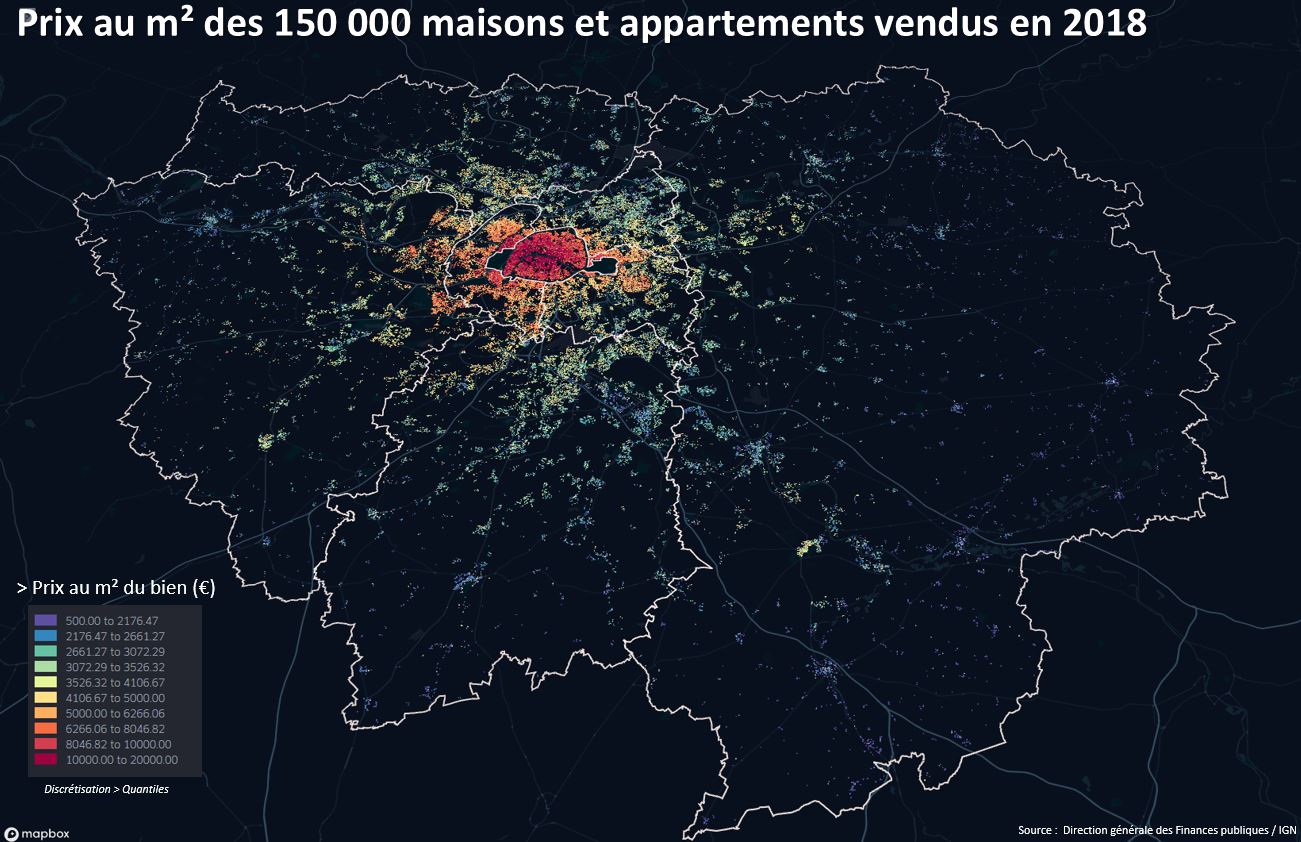 Prix au m² des 150 000 maisons et appartements vendus en 2018
> Prix au m² du bien (€)
500.00 to 2176.47
2176.47 to 2661.27
2661.27 to 3072.29
3072.29 to 3526.32
3526.32 to 4106.67
4106.67 to 5000.00
5000.00 to 6266.06
6266.06 to 8046.82
8046.82 to 10000.00
10000.00 to 20000.00
Discrétisation > Quantiles
mapbox
Source : Direction générale des Finances publiques / IGN